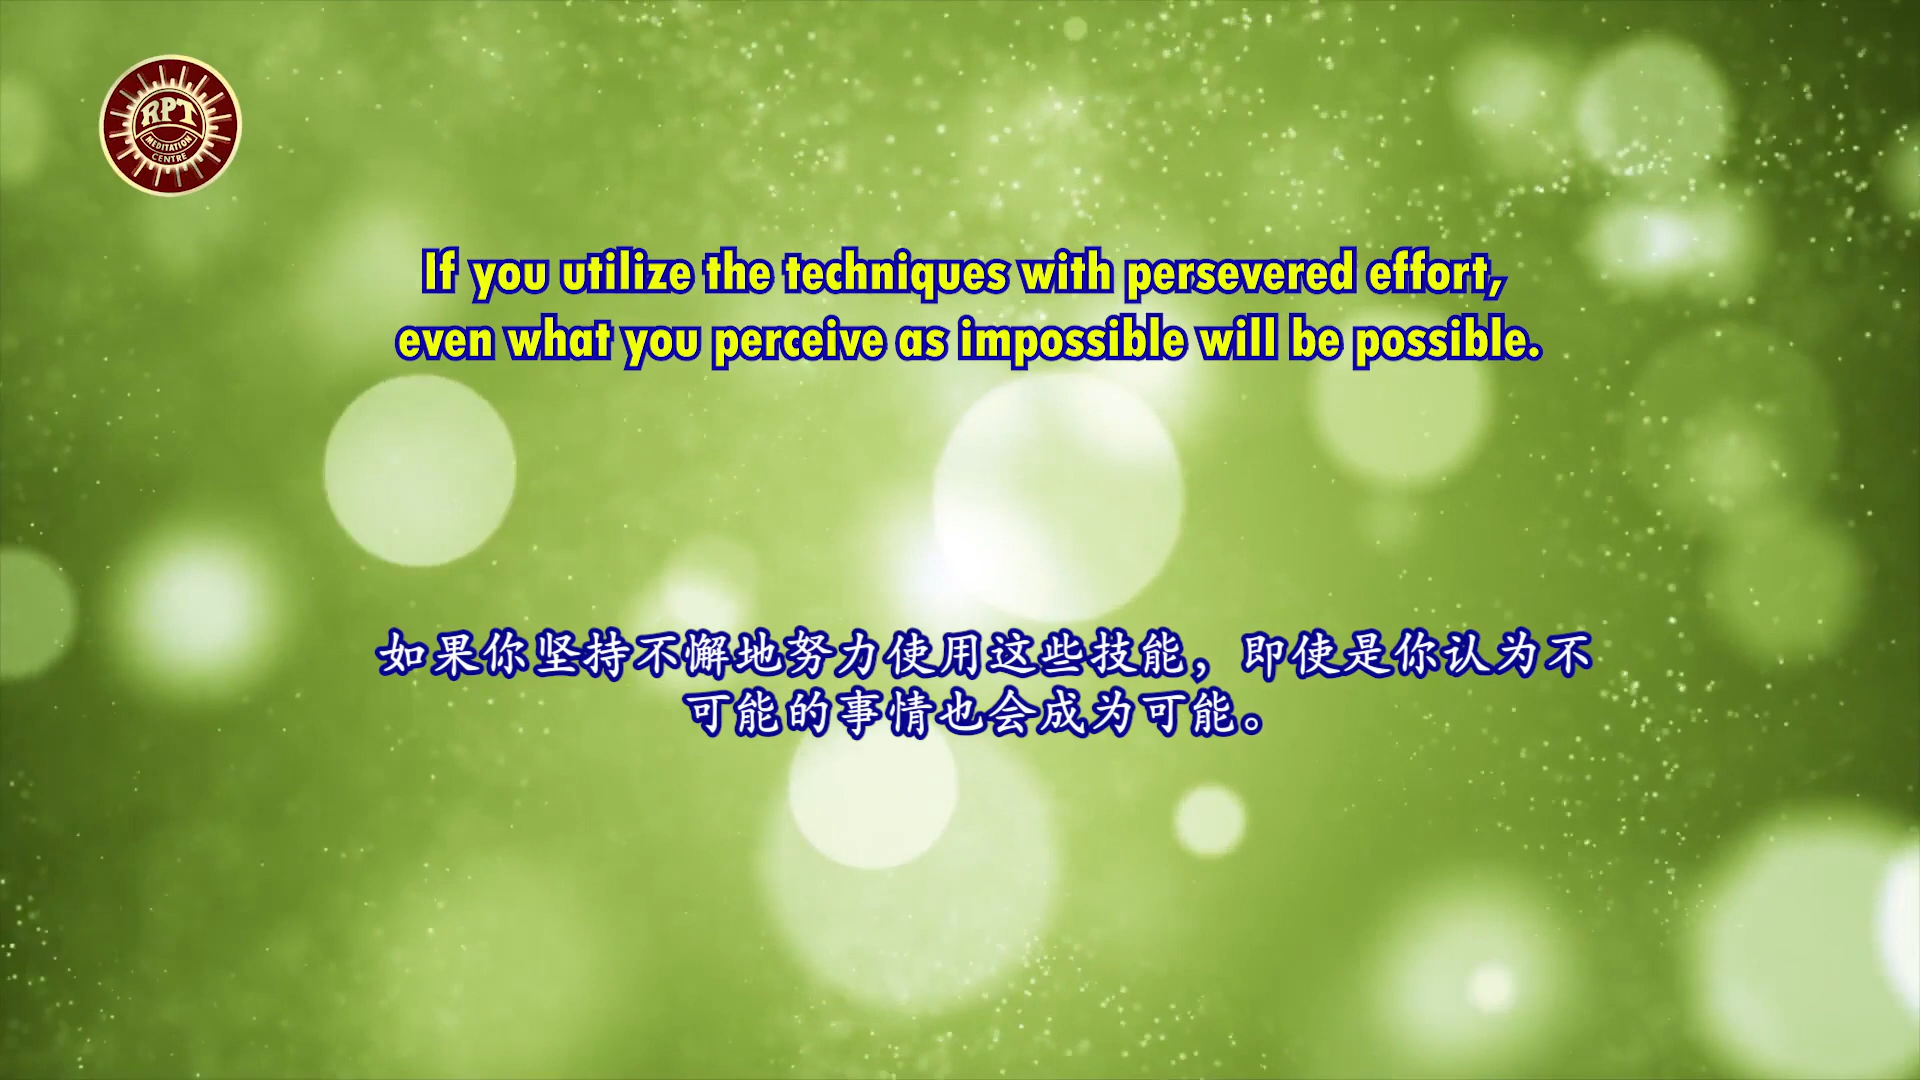 RPT
MEDITATION
CENTRE
If you utilize the techniques with persevered effort,
even what you perceive as impossible will be possible.
如果你坚持不懈地努力使用这些技能，即使是你认为不
可能的事情也会成为可能。